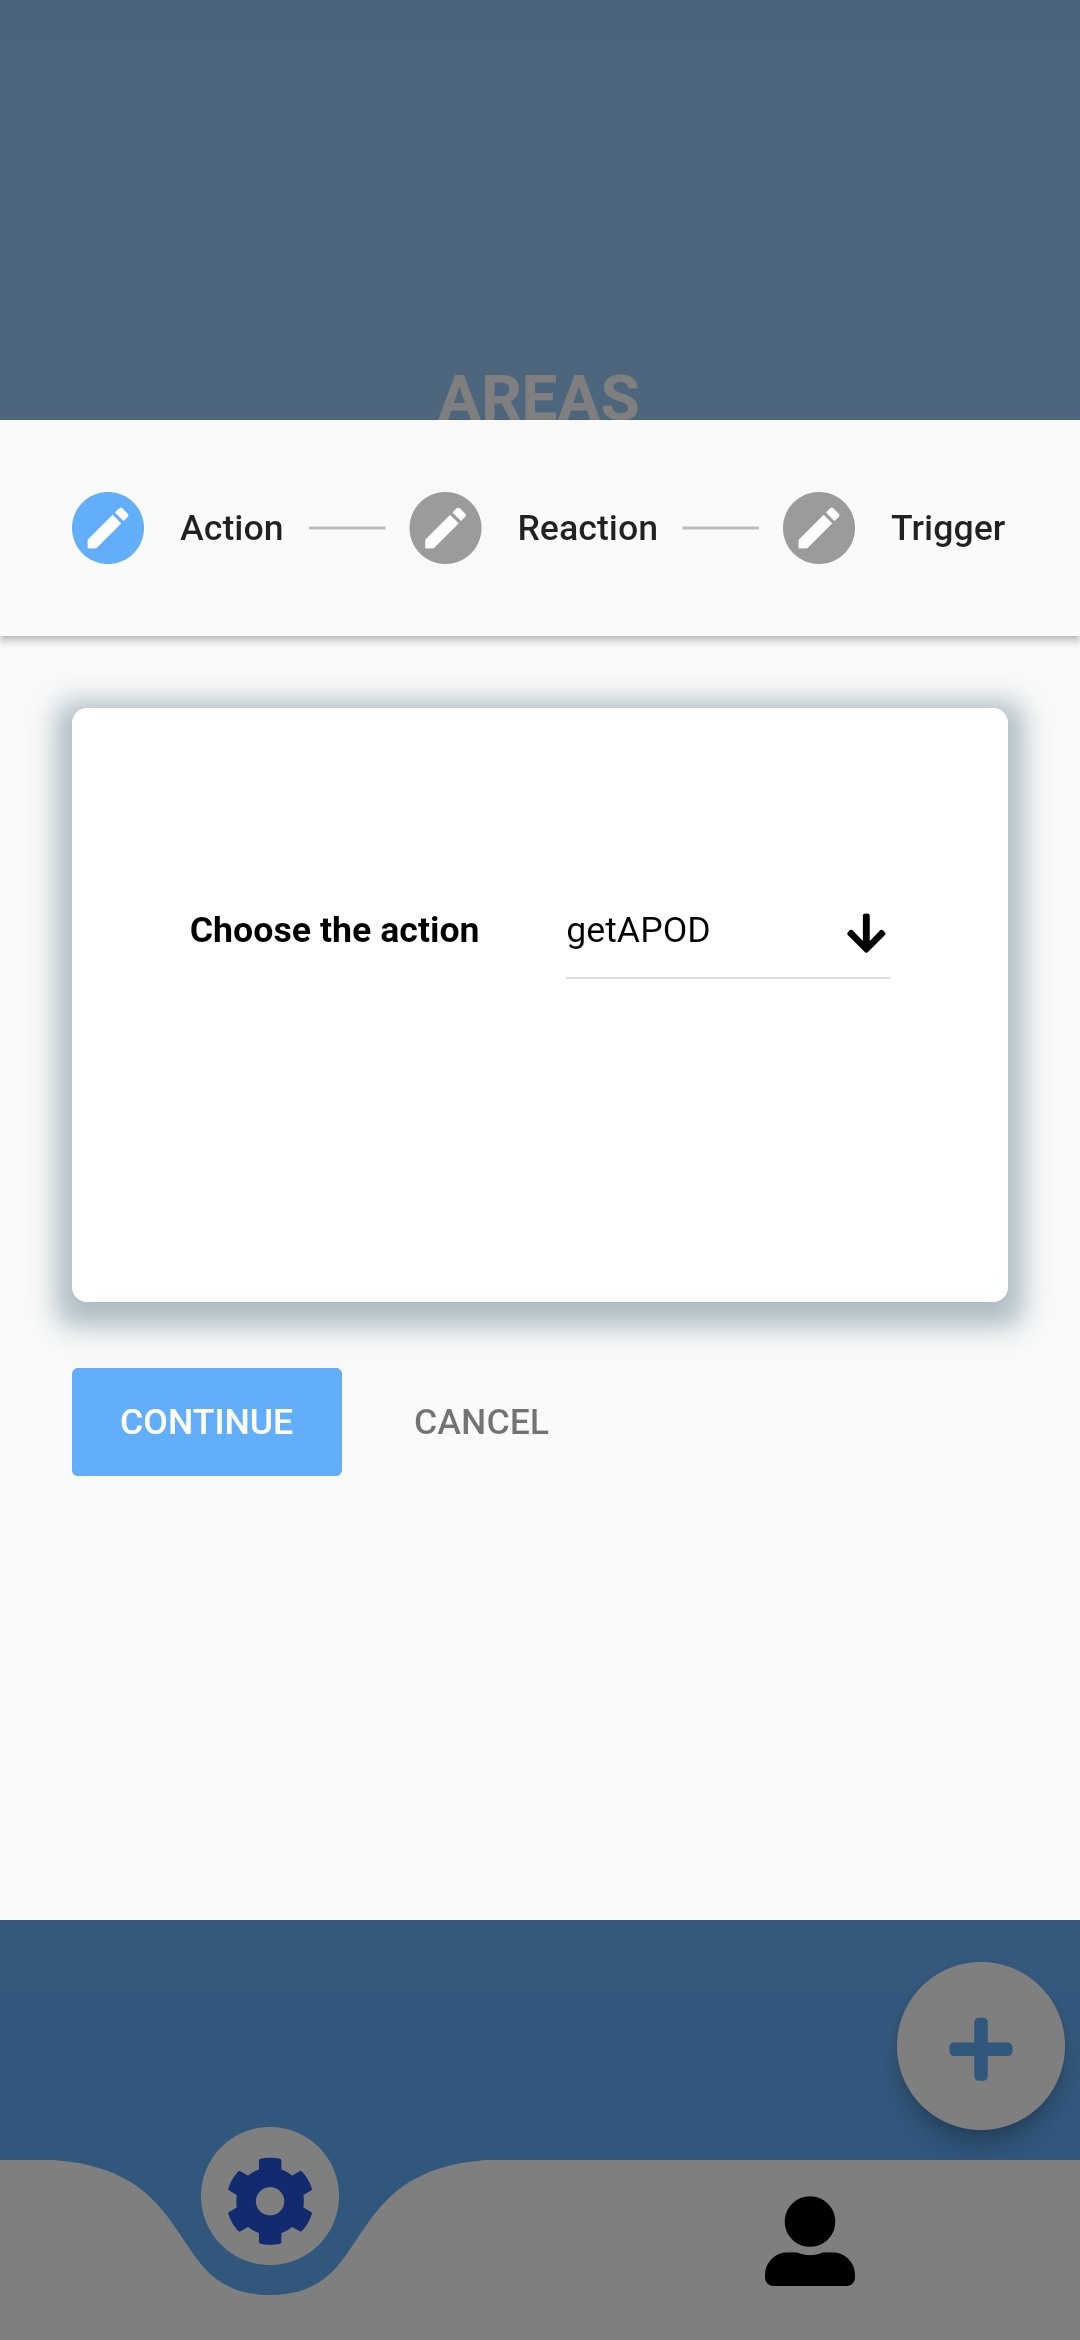 AREAS
Action
Reaction
Trigger
Choose the action
getAPOD
CONTINUE
CANCEL